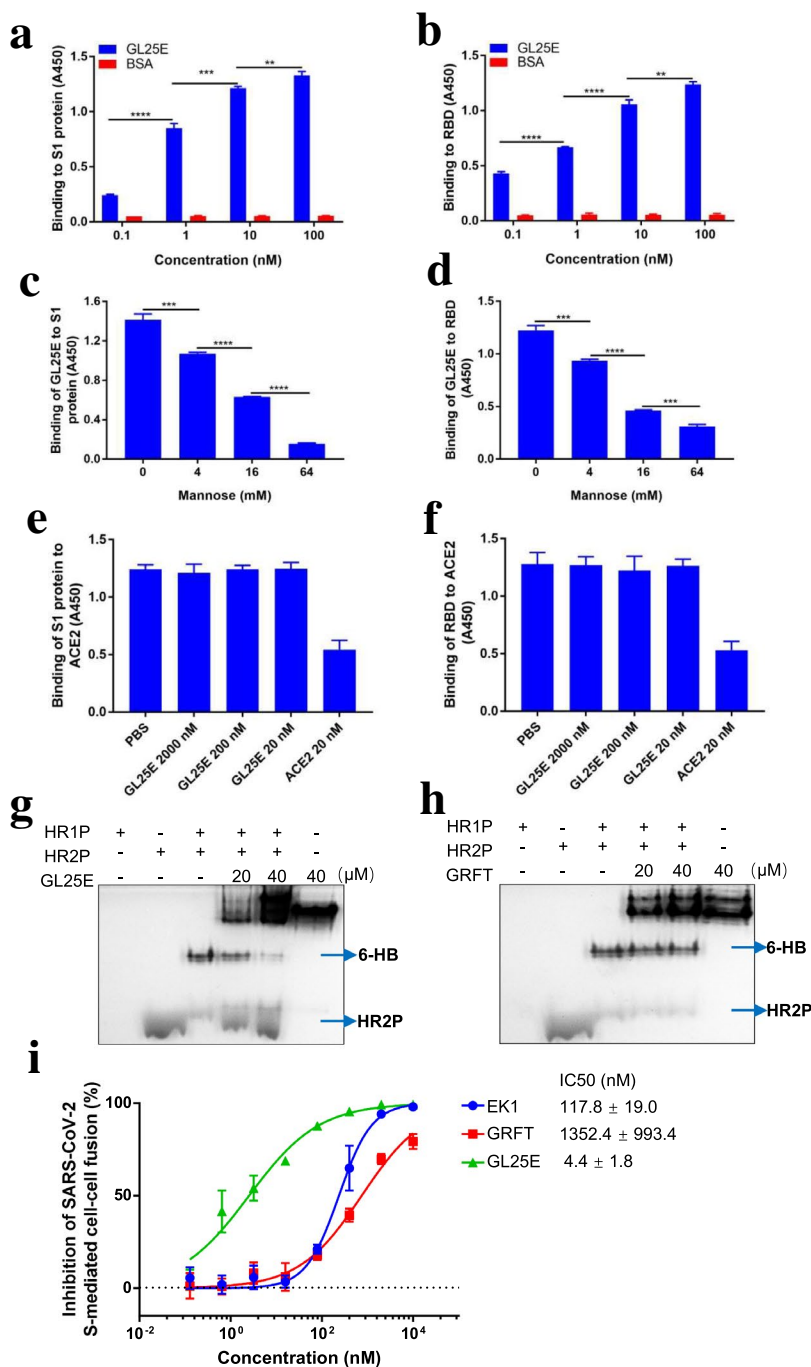 a
GL25E
BSA
Binding to S1 protein (A450)
1.5
1.0
0.5
0.0
****
***
**
0.1 1 10 100
Concentration (nM)
b
GL25E
BSA
Binding to RBD (A450)
1.5
1.0
0.5
0.0
****
****
**
0.1 1 10 100
Concentration (nM)
c
Binding of GL25E to S1
protein (A450)
1.6
1.2
0.8
0.4
0.0
***
****
****
0 4 16 64
Mannose (mM)
d
Binding of GL25E to RBD
(A450)
1.5
1.0
0.5
0.0
***
****
***
0 4 16 64
Mannose (mM)
e
Binding of S1 protein to
ACE2 (A450)
1.5
1.0
0.5
0.0
PBS
GL25E 2000 nM
GL25E 200 nM
GL25E 20 nM
ACE2 20 nM
f
Binding of RBD to ACE2
(A450)
1.5
1.0
0.5
0.0
PBS
GL25E 2000 nM
GL25E 200 nM
GL25E 20 nM
ACE2 20 nM
g
HR1P + - + + + -
HR2P - + + + + -
GL25E - - - 20 40 40 (µM)
6-HB
HR2P
h
HR1P + - + + + -
HR2P - + + + + -
GRFT - - - 20 40 40 (µM)
6-HB
HR2P
i
Inhibition of SARS-CoV-2
S-mediated cell-cell fusion (%)
100
50
0
10-2 100 102 104
Concentration (nM)
IC50 (nM)
EK1 117.8 ± 19.0
GRFT 1352.4 ± 993.4
GL25E 4.4 ± 1.8